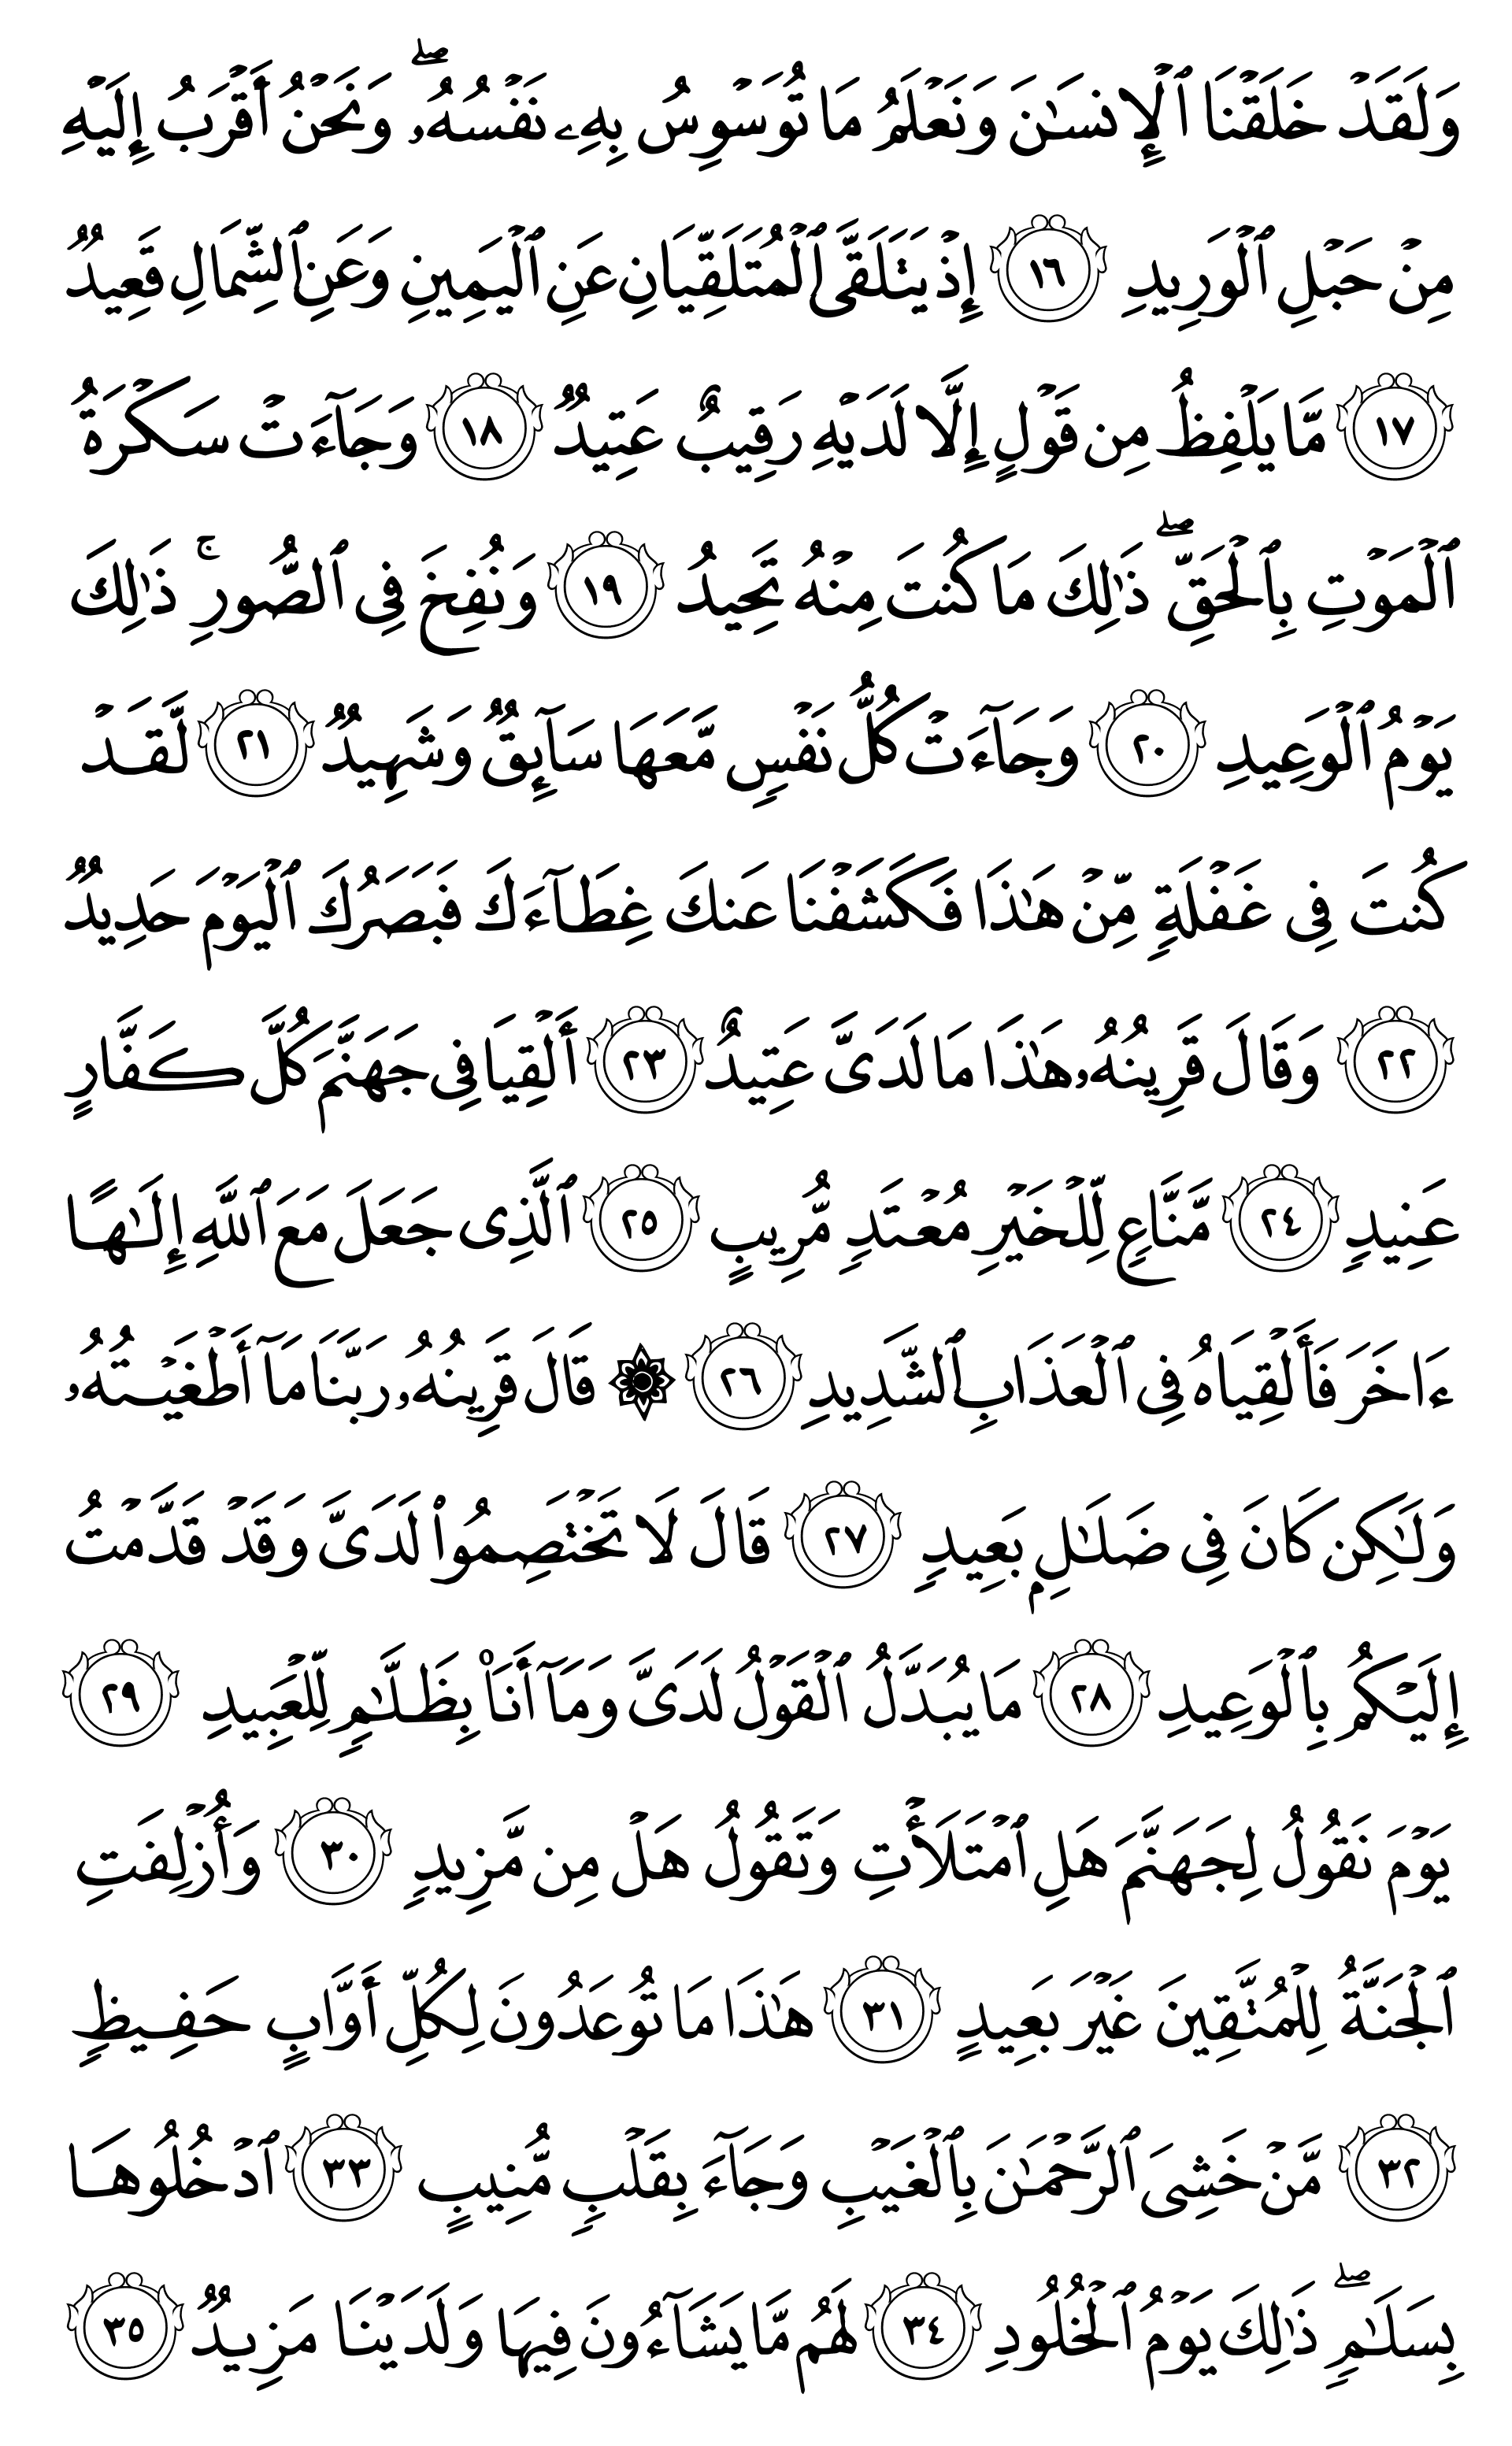 وَلَقَدۡ خَلَقۡنَا ٱلۡإِنسَٰنَ وَنَعۡلَمُ مَا تُوَسۡوِسُ بِهِۦ نَفۡسُهُۥۖ وَنَحۡنُ أَقۡرَبُ إِلَيۡهِ
مِنۡ حَبۡلِ ٱلۡوَرِيدِ ١٦ إِذۡ يَتَلَقَّى ٱلۡمُتَلَقِّيَانِ عَنِ ٱلۡيَمِينِ وَعَنِ ٱلشِّمَالِ قَعِيدٞ
١٧ مَّا يَلۡفِظُ مِن قَوۡلٍ إِلَّا لَدَيۡهِ رَقِيبٌ عَتِيدٞ ١٨ وَجَآءَتۡ سَكۡرَةُ
ٱلۡمَوۡتِ بِٱلۡحَقِّۖ ذَٰلِكَ مَا كُنتَ مِنۡهُ تَحِيدُ ١٩ وَنُفِخَ فِي ٱلصُّورِۚ ذَٰلِكَ
يَوۡمُ ٱلۡوَعِيدِ ٢٠ وَجَآءَتۡ كُلُّ نَفۡسٖ مَّعَهَا سَآئِقٞ وَشَهِيدٞ ٢١ لَّقَدۡ
كُنتَ فِي غَفۡلَةٖ مِّنۡ هَٰذَا فَكَشَفۡنَا عَنكَ غِطَآءَكَ فَبَصَرُكَ ٱلۡيَوۡمَ حَدِيدٞ
٢٢ وَقَالَ قَرِينُهُۥ هَٰذَا مَا لَدَيَّ عَتِيدٌ ٢٣ أَلۡقِيَا فِي جَهَنَّمَ كُلَّ كَفَّارٍ
عَنِيدٖ ٢٤ مَّنَّاعٖ لِّلۡخَيۡرِ مُعۡتَدٖ مُّرِيبٍ ٢٥ ٱلَّذِي جَعَلَ مَعَ ٱللَّهِ إِلَٰهًا
ءَاخَرَ فَأَلۡقِيَاهُ فِي ٱلۡعَذَابِ ٱلشَّدِيدِ ٢٦ ۞ قَالَ قَرِينُهُۥ رَبَّنَا مَآ أَطۡغَيۡتُهُۥ
وَلَٰكِن كَانَ فِي ضَلَٰلِۭ بَعِيدٖ ٢٧ قَالَ لَا تَخۡتَصِمُواْ لَدَيَّ وَقَدۡ قَدَّمۡتُ
إِلَيۡكُم بِٱلۡوَعِيدِ ٢٨ مَا يُبَدَّلُ ٱلۡقَوۡلُ لَدَيَّ وَمَآ أَنَا۠ بِظَلَّٰمٖ لِّلۡعَبِيدِ ٢٩
يَوۡمَ نَقُولُ لِجَهَنَّمَ هَلِ ٱمۡتَلَأۡتِ وَتَقُولُ هَلۡ مِن مَّزِيدٖ ٣٠ وَأُزۡلِفَتِ
ٱلۡجَنَّةُ لِلۡمُتَّقِينَ غَيۡرَ بَعِيدٍ ٣١ هَٰذَا مَا تُوعَدُونَ لِكُلِّ أَوَّابٍ حَفِيظٖ
٣٢ مَّنۡ خَشِيَ ٱلرَّحۡمَٰنَ بِٱلۡغَيۡبِ وَجَآءَ بِقَلۡبٖ مُّنِيبٍ ٣٣ ٱدۡخُلُوهَا
بِسَلَٰمٖۖ ذَٰلِكَ يَوۡمُ ٱلۡخُلُودِ ٣٤ لَهُم مَّا يَشَآءُونَ فِيهَا وَلَدَيۡنَا مَزِيدٞ ٣٥